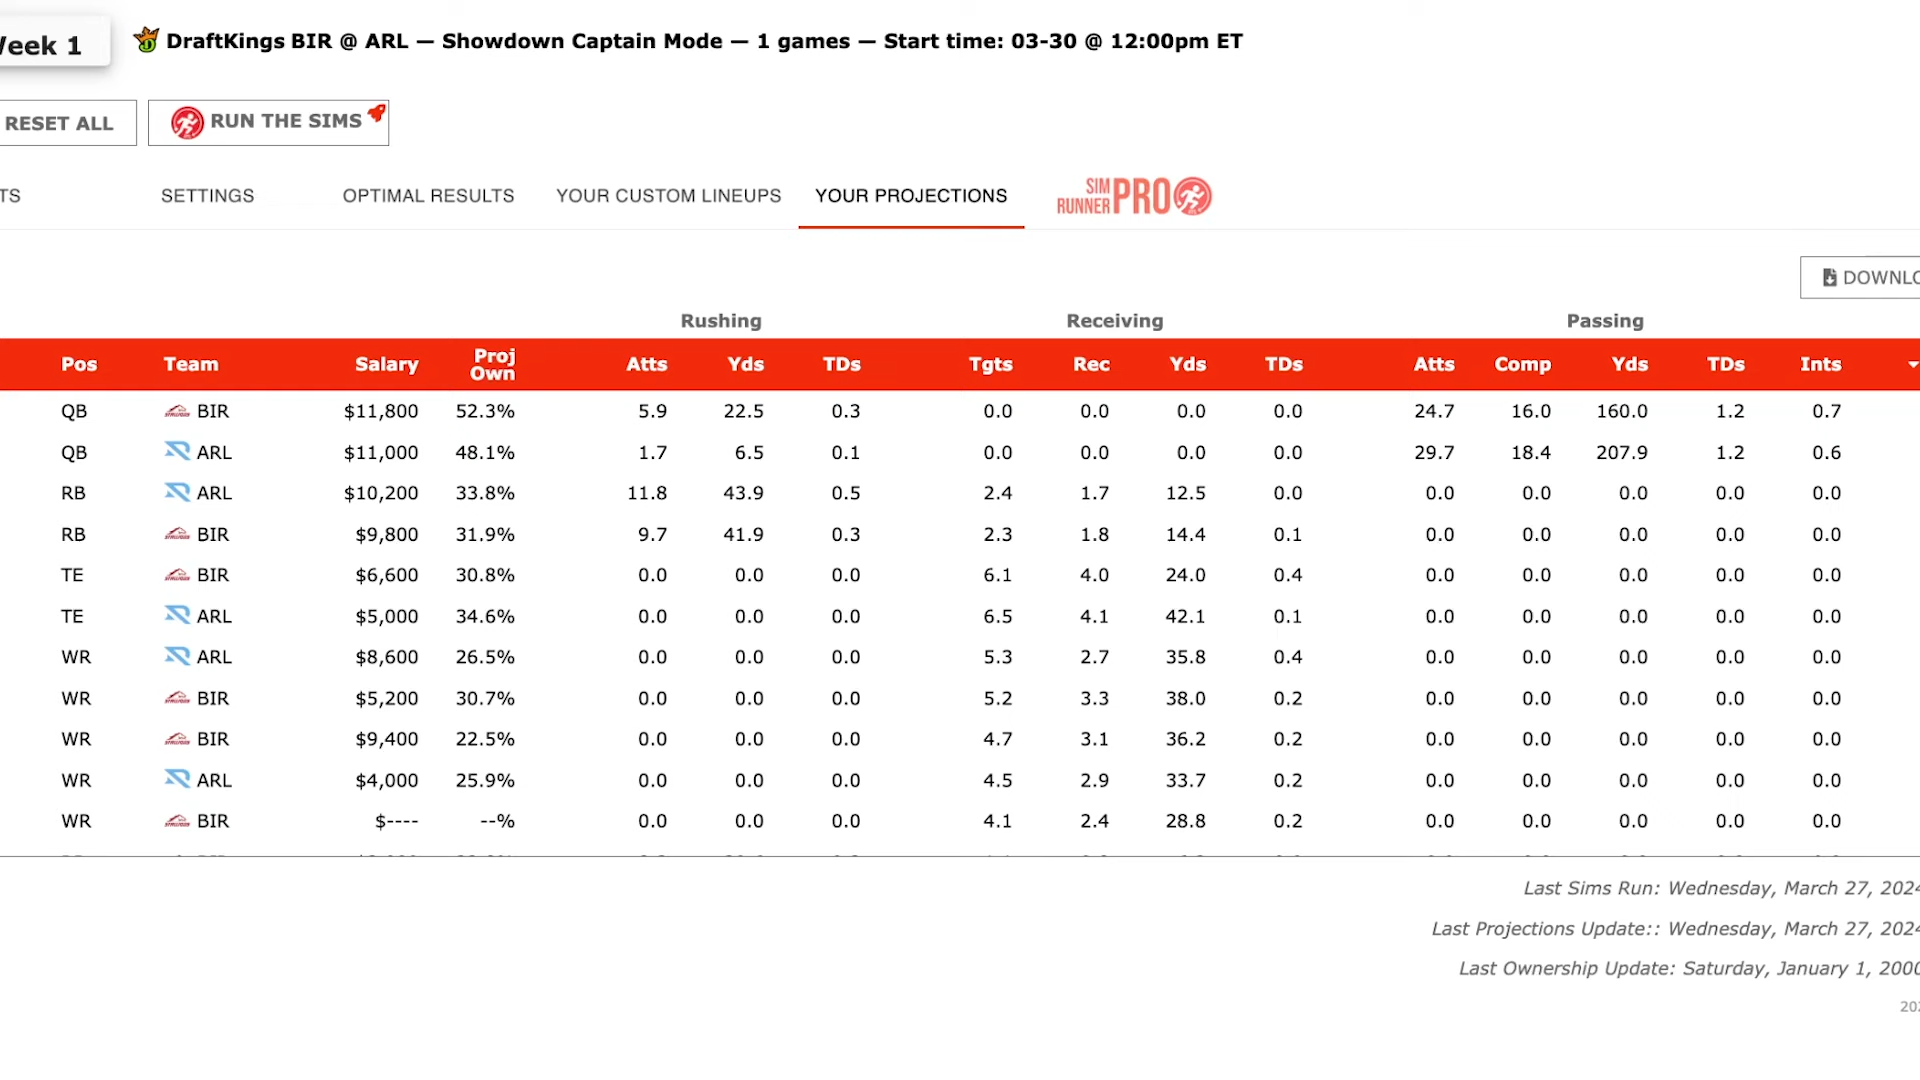 Week 1
DraftKings BIR @ ARL — Showdown Captain Mode — 1 games — Start time: 03-30 @ 12:00pm ET
RESET ALL
RUN THE SIMS
TS SETTINGS OPTIMAL RESULTS YOUR CUSTOM LINEUPS YOUR PROJECTIONS SIM RUNNER PRO
DOWNLO
Rushing Receiving Passing
Pos Team Salary Proj Own Atts Yds TDs Tgts Rec Yds TDs Atts Comp Yds TDs Ints
QB BIR $11,800 52.3% 5.9 22.5 0.3 0.0 0.0 0.0 0.0 24.7 16.0 160.0 1.2 0.7
QB ARL $11,000 48.1% 1.7 6.5 0.1 0.0 0.0 0.0 0.0 29.7 18.4 207.9 1.2 0.6
RB ARL $10,200 33.8% 11.8 43.9 0.5 2.4 1.7 12.5 0.0 0.0 0.0 0.0 0.0 0.0
RB BIR $9,800 31.9% 9.7 41.9 0.3 2.3 1.8 14.4 0.1 0.0 0.0 0.0 0.0 0.0
TE BIR $6,600 30.8% 0.0 0.0 0.0 6.1 4.0 24.0 0.4 0.0 0.0 0.0 0.0 0.0
TE ARL $5,000 34.6% 0.0 0.0 0.0 6.5 4.1 42.1 0.1 0.0 0.0 0.0 0.0 0.0
WR ARL $8,600 26.5% 0.0 0.0 0.0 5.3 2.7 35.8 0.4 0.0 0.0 0.0 0.0 0.0
WR BIR $5,200 30.7% 0.0 0.0 0.0 5.2 3.3 38.0 0.2 0.0 0.0 0.0 0.0 0.0
WR BIR $9,400 22.5% 0.0 0.0 0.0 4.7 3.1 36.2 0.2 0.0 0.0 0.0 0.0 0.0
WR ARL $4,000 25.9% 0.0 0.0 0.0 4.5 2.9 33.7 0.2 0.0 0.0 0.0 0.0 0.0
WR BIR $---- --% 0.0 0.0 0.0 4.1 2.4 28.8 0.2 0.0 0.0 0.0 0.0 0.0
Last Sims Run: Wednesday, March 27, 2024
Last Projections Update:: Wednesday, March 27, 2024
Last Ownership Update: Saturday, January 1, 2000
202